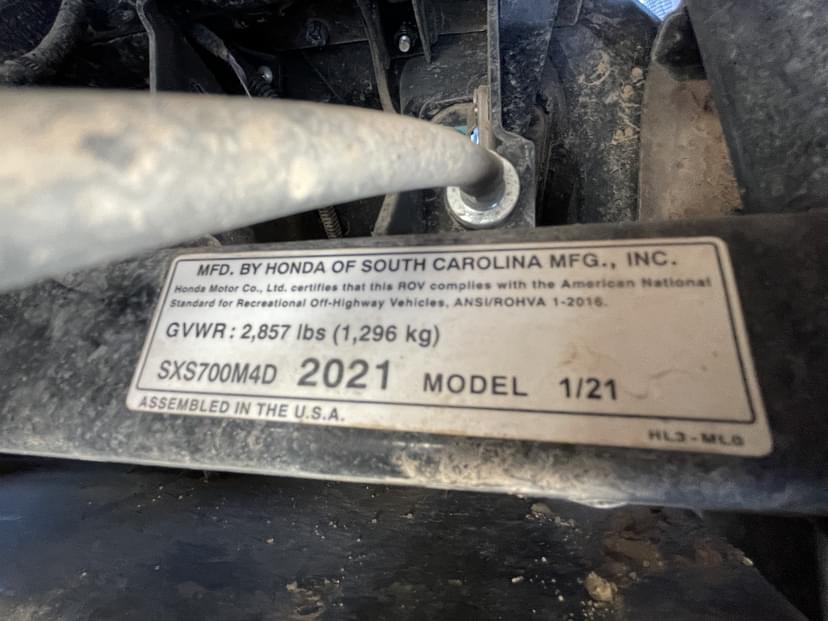 MFD. BY HONDA OF SOUTH CAROLINA MFG., INC.
Honda Motor Co., Ltd. certifies that this ROV complies with the American National
Standard for Recreational Off-Highway Vehicles, ANSI/ROHVA 1-2016.
GVWR : 2,857 lbs (1,296 kg)
SXS700M4D 2021 MODEL 1/21
ASSEMBLED IN THE U.S.A.
HL3-ML0